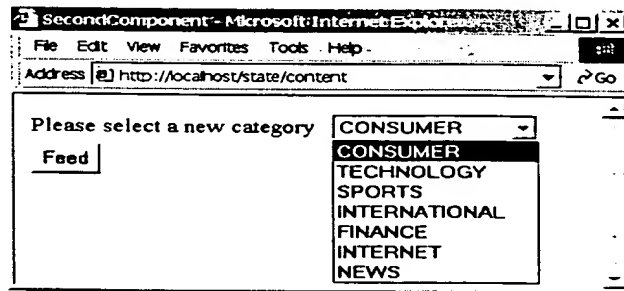 SecondComponent - Microsoft Internet Explorer
File Edit View Favorites Tools Help
Address http://localhost/state/content Go
Please select a new category CONSUMER
Feed
CONSUMER
TECHNOLOGY
SPORTS
INTERNATIONAL
FINANCE
INTERNET
NEWS